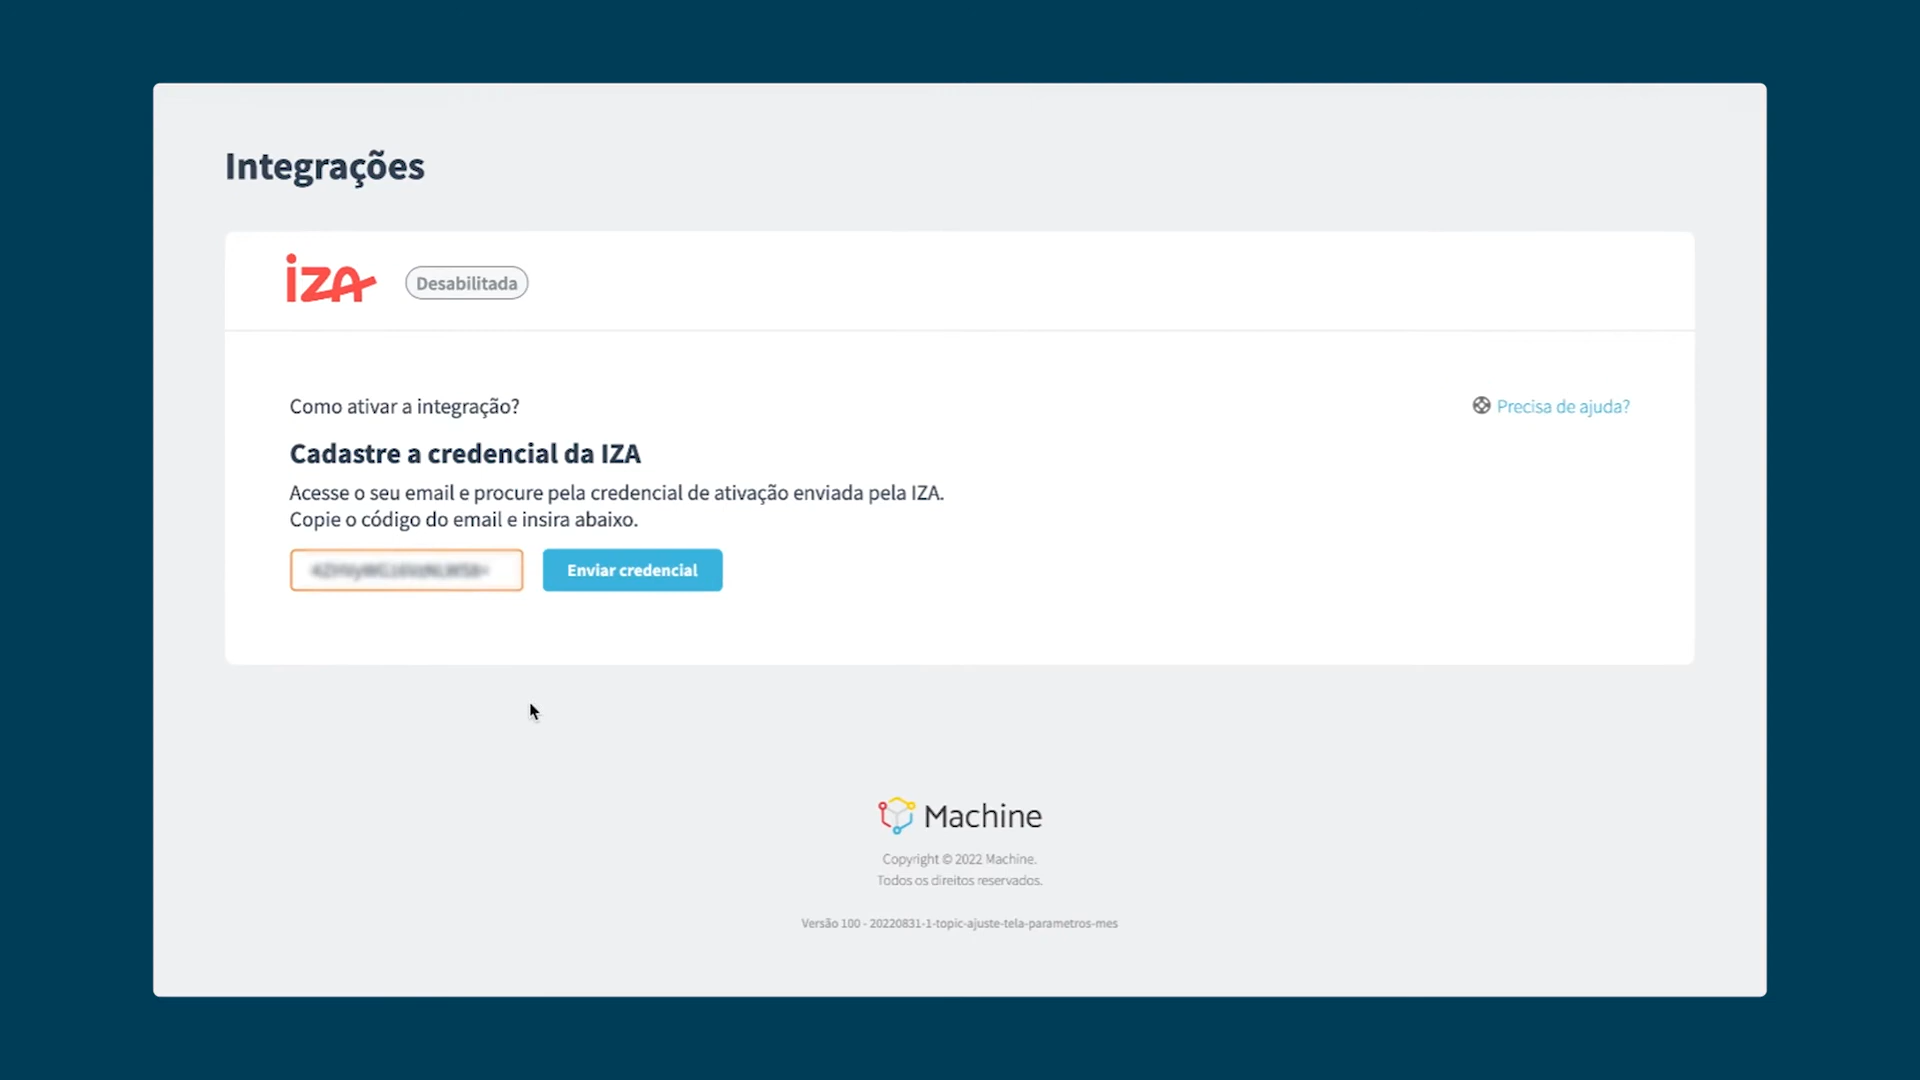 Integrações
iza
Desabilitada
Como ativar a integração?
Precisa de ajuda?
Cadastre a credencial da IZA
Acesse o seu email e procure pela credencial de ativação enviada pela IZA.
Copie o código do email e insira abaixo.
Enviar credencial
Machine
Copyright © 2022 Machine.
Todos os direitos reservados.
Versão 100 - 20220831-1-topic-ajuste-tela-parametros-mes